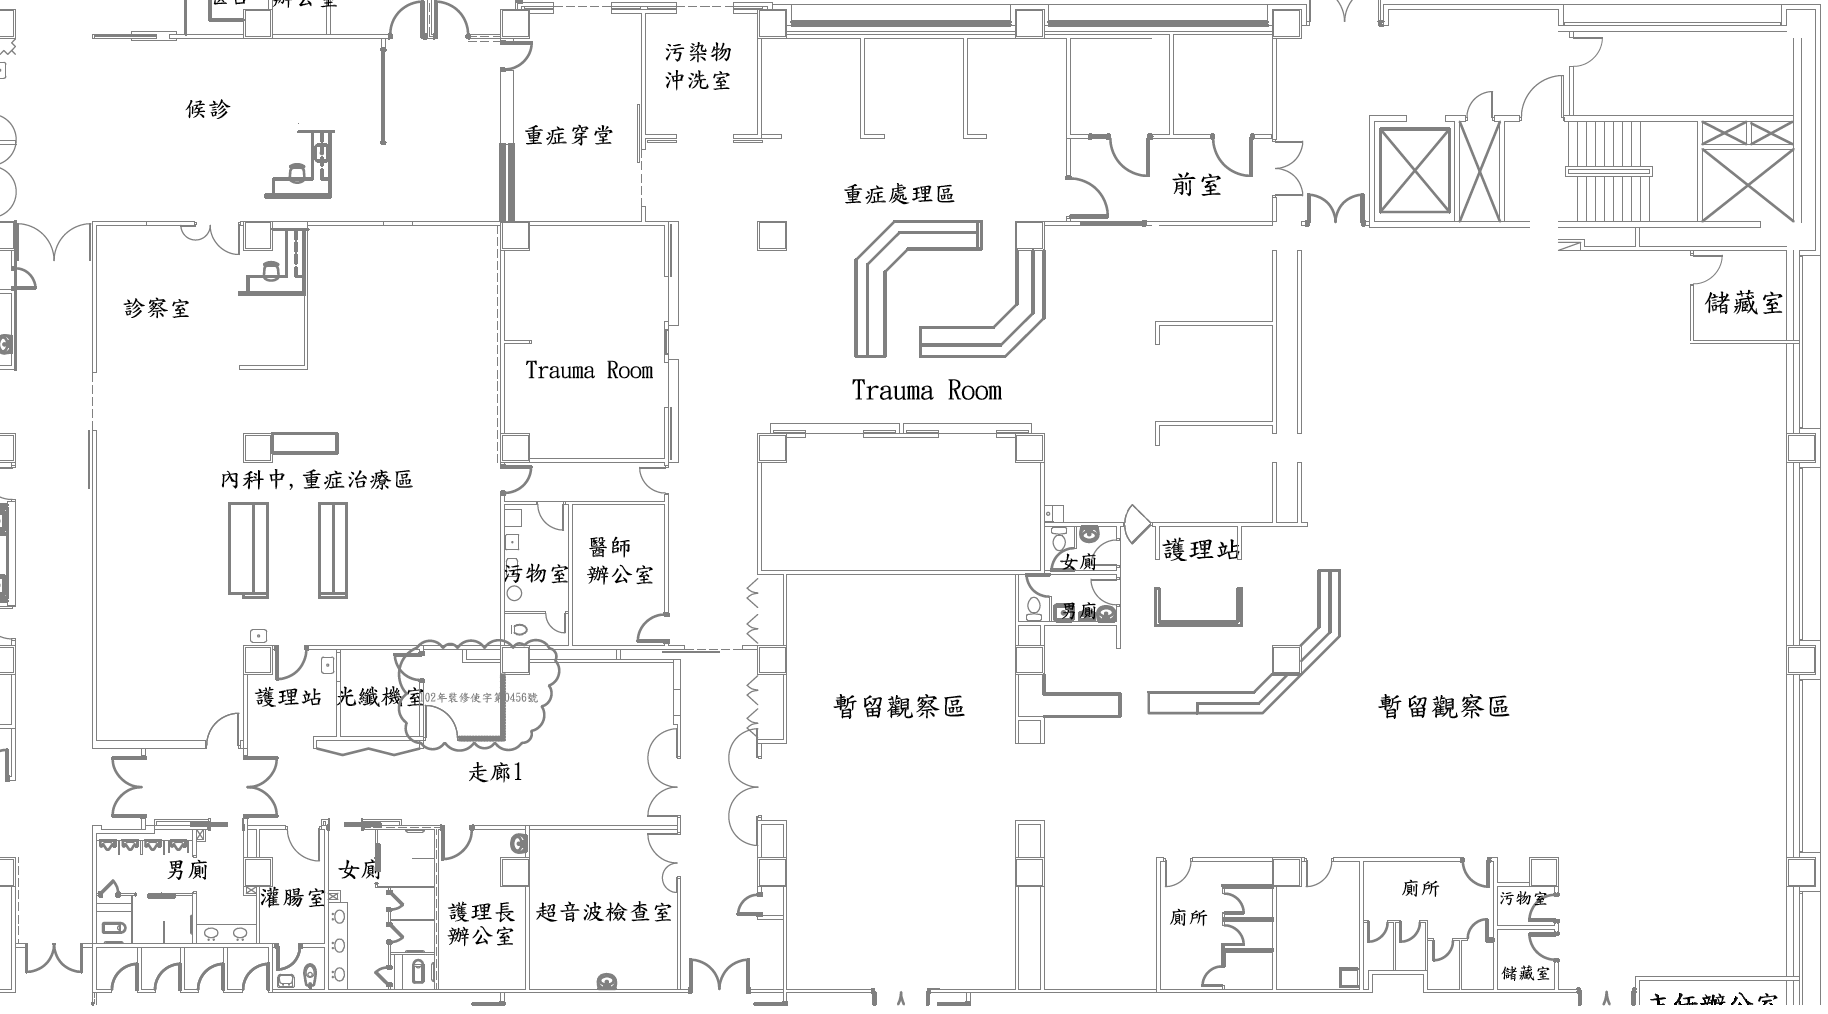 辦公室
候診
重症穿堂
污染物
沖洗室
重症處理區
前室
診察室
儲藏室
Trauma Room
Trauma Room
內科中,重症治療區
污物室
醫師
辦公室
女廁
男廁
護理站
護理站
光纖機室
02年裝修使字第0456號
暫留觀察區
暫留觀察區
走廊1
男廁
灌腸室
女廁
護理長
辦公室
超音波檢查室
廁所
廁所
污物室
儲藏室
主任辦公室